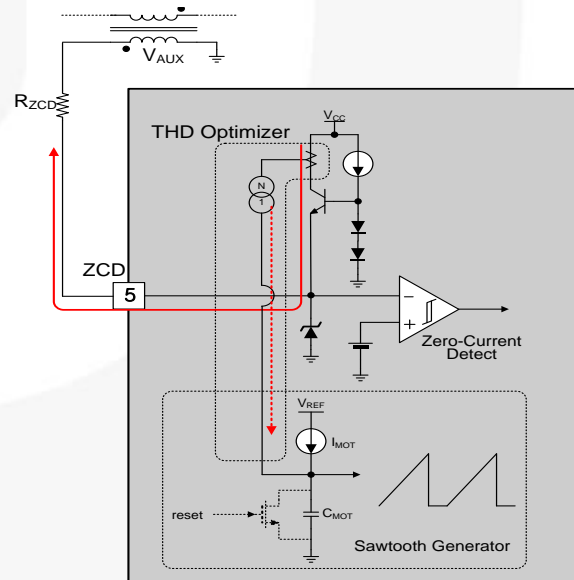 VAUX
RZCD
VCC
THD Optimizer
N
1
ZCD
5
−
+
Zero-Current
Detect
VREF
IMOT
reset
CMOT
Sawtooth Generator